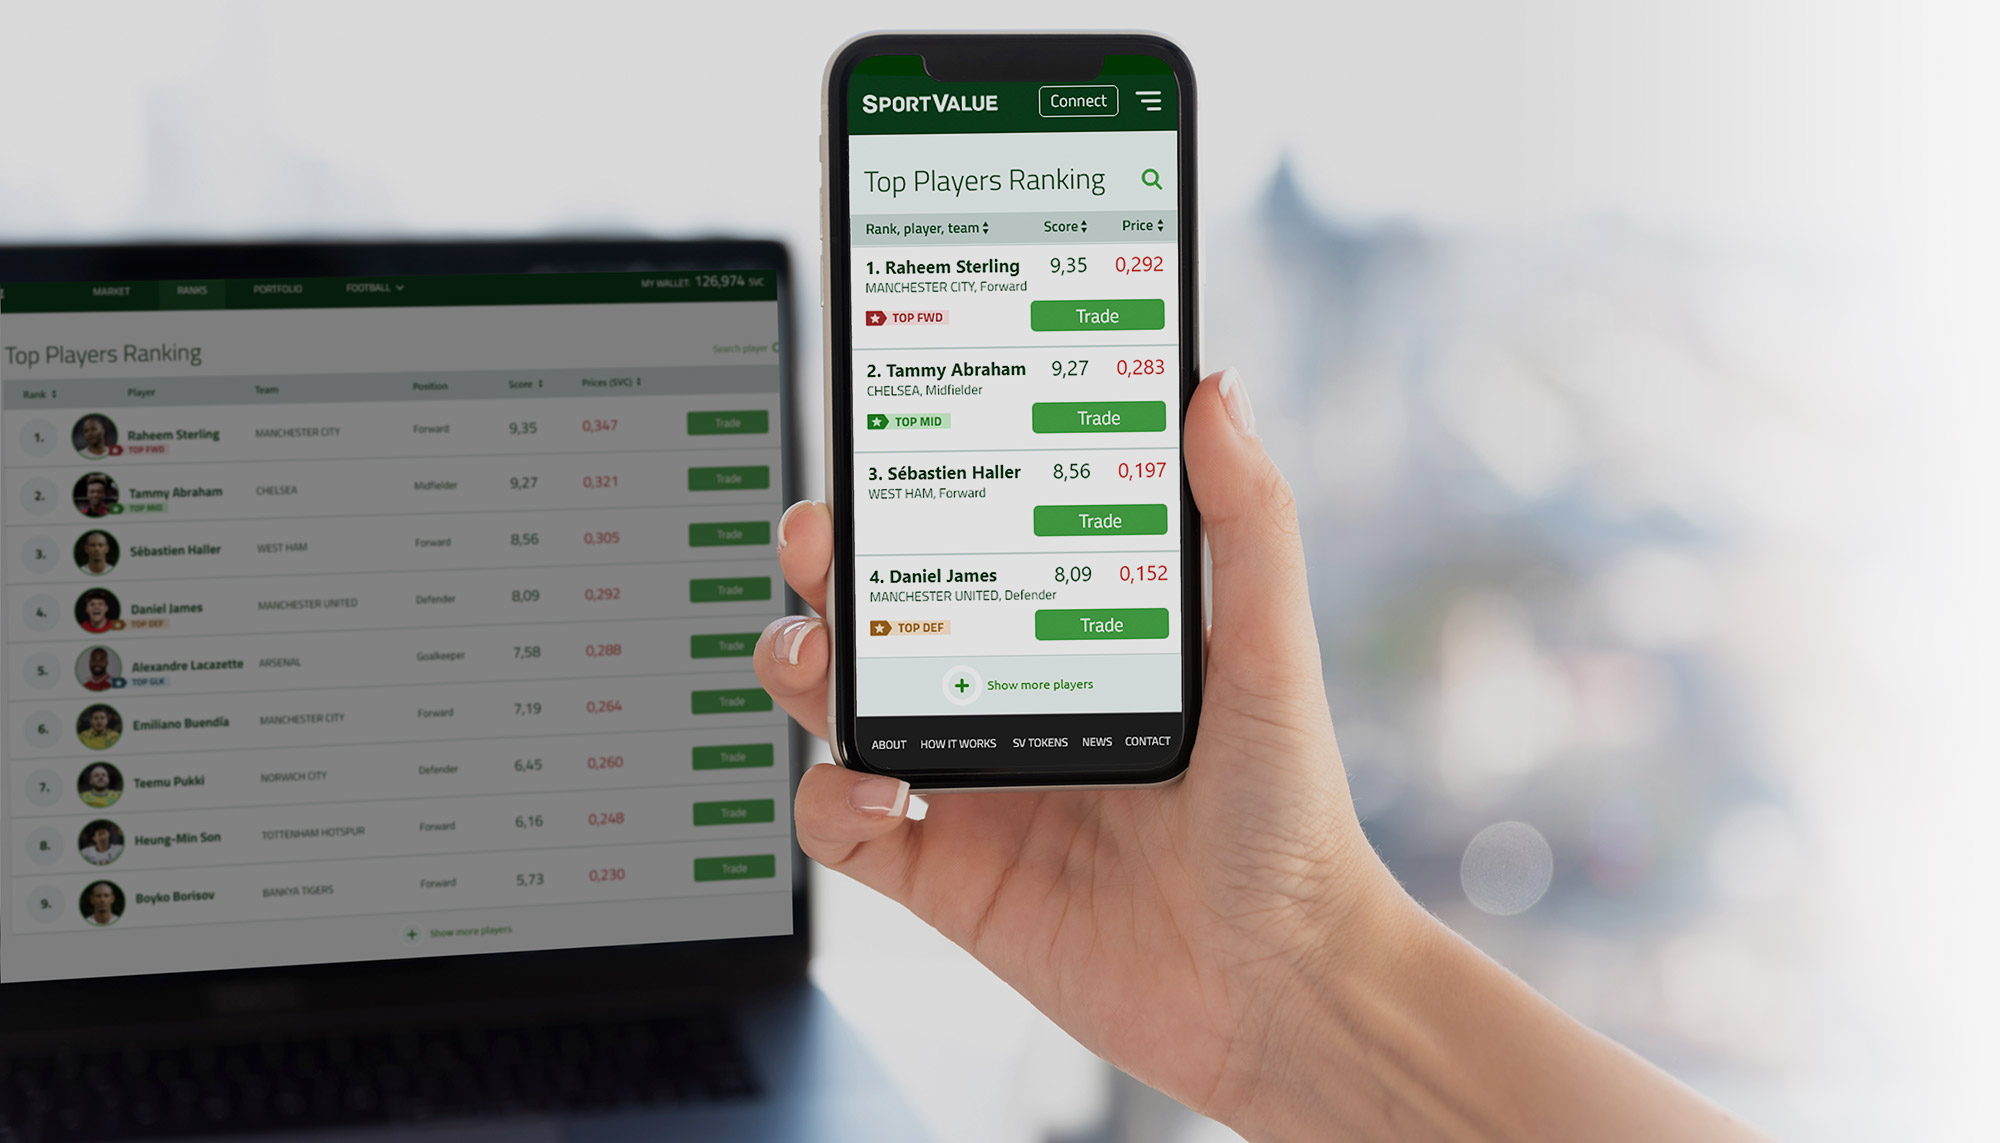 SPORTVALUE Connect
Top Players Ranking
Rank, player, team Score Price
1. Raheem Sterling 9,35 0,292
MANCHESTER CITY, Forward
TOP FWD Trade
2. Tammy Abraham 9,27 0,283
CHELSEA, Midfielder
TOP MID Trade
3. Sébastien Haller 8,56 0,197
WEST HAM, Forward
Trade
4. Daniel James 8,09 0,152
MANCHESTER UNITED, Defender
TOP DEF Trade
Show more players
ABOUT HOW IT WORKS SV TOKENS NEWS CONTACT
MARKET RANKS PORTFOLIO FOOTBALL MY WALLET: 126,974 SVC
Top Players Ranking
Search player
Rank Player Team Position Score Prices (SVC)
1. Raheem Sterling MANCHESTER CITY Forward 9,35 0,347 Trade
TOP FWD
2. Tammy Abraham CHELSEA Midfielder 9,27 0,321 Trade
TOP MID
3. Sébastien Haller WEST HAM Forward 8,56 0,305 Trade
4. Daniel James MANCHESTER UNITED Defender 8,09 0,292 Trade
TOP DEF
5. Alexandre Lacazette ARSENAL Goalkeeper 7,58 0,288 Trade
TOP GLK
6. Emiliano Buendía MANCHESTER CITY Forward 7,19 0,264 Trade
7. Teemu Pukki NORWICH CITY Defender 6,45 0,260 Trade
8. Heung-Min Son TOTTENHAM HOTSPUR Forward 6,16 0,248 Trade
9. Boyko Borisov BANKYA TIGERS Forward 5,73 0,230 Trade
Show more players